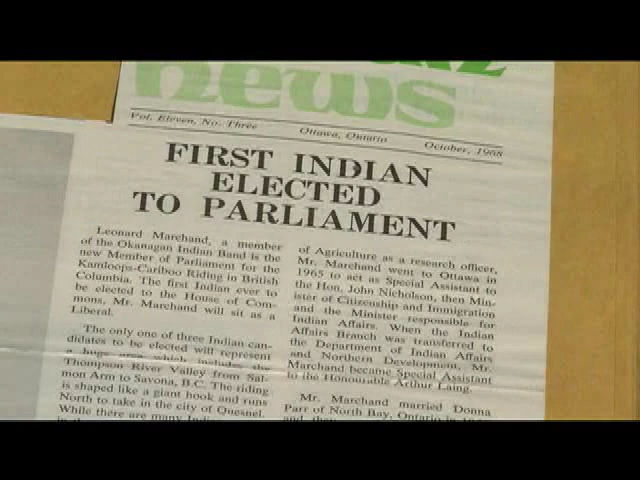 news
Vol. Eleven, No. Three Ottawa, Ontario October, 1968
FIRST INDIAN
ELECTED
TO PARLIAMENT
Leonard Marchand, a member
of the Okanagan Indian Band is the
new Member of Parliament for the
Kamloops-Cariboo Riding in British
Columbia. The first Indian ever to
be elected to the House of Com-
mons, Mr. Marchand will sit as a
Liberal.
The only one of three Indian can-
didates to be elected will represent
a huge area which includes the
Thompson River Valley from Sal-
mon Arm to Savona, B.C. The riding
is shaped like a giant hook and runs
North to take in the city of Quesnel.
While there are many
of Agriculture as a research officer,
Mr. Marchand went to Ottawa in
1965 to act as Special Assistant to
the Hon. John Nicholson, then Min-
ister of Citizenship and Immigration
and the Minister responsible for
Indian Affairs. When the Indian
Affairs Branch was transferred to
the Department of Indian Affairs
and Northern Development, Mr.
Marchand became Special Assistant
to the Honourable Arthur Laing.
Mr. Marchand married Donna
Parr of North Bay, Ontario in